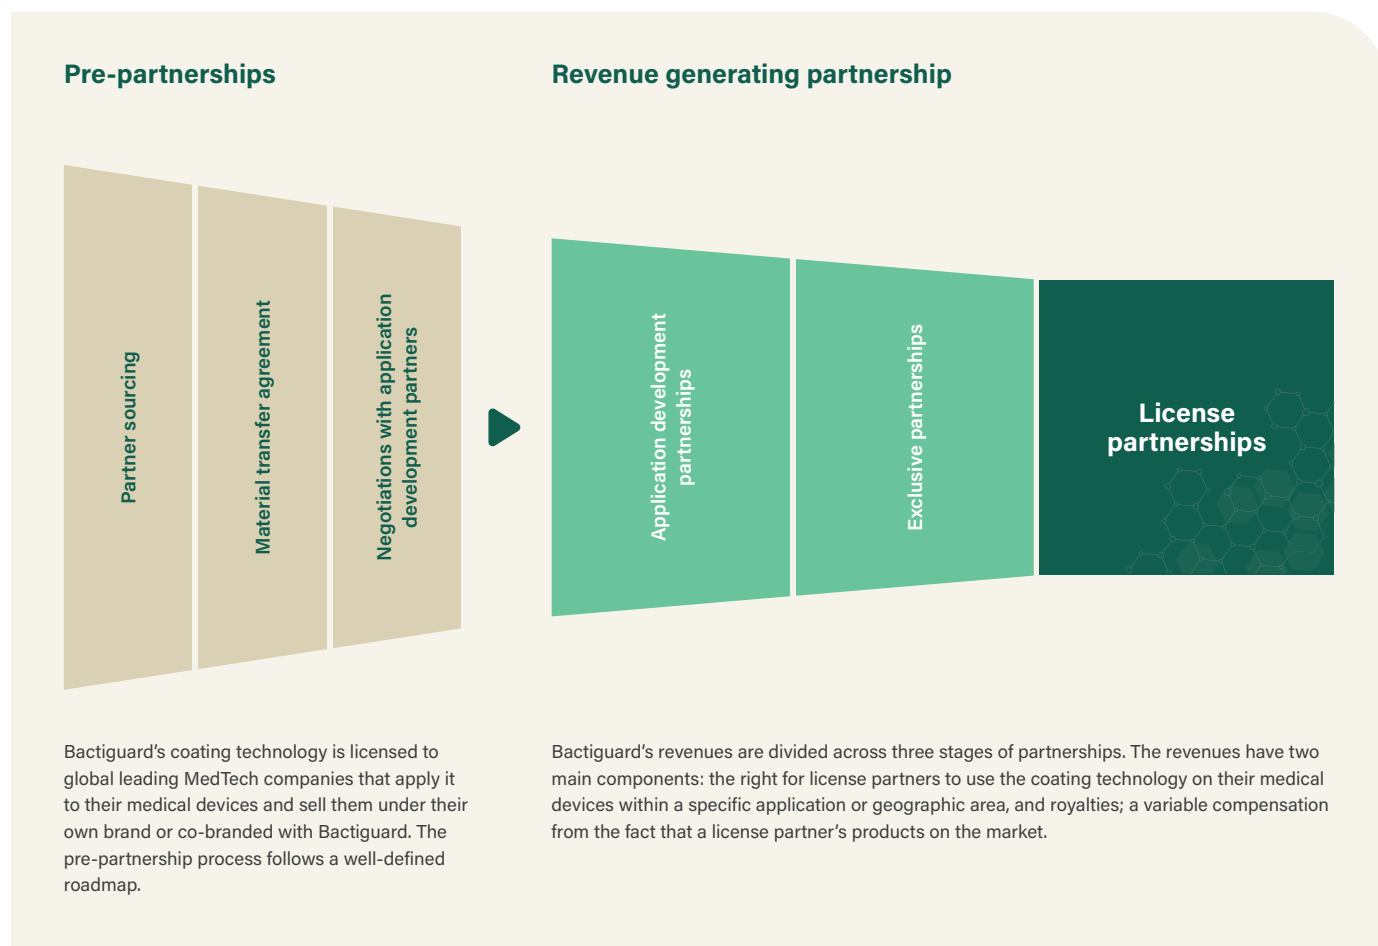 Pre-partnerships
Revenue generating partnership
Partner sourcing
Material transfer agreement
Negotiations with application
development partners
Application development
partnerships
Exclusive partnerships
License
partnerships
Bactiguard’s coating technology is licensed to
global leading MedTech companies that apply it
to their medical devices and sell them under their
own brand or co-branded with Bactiguard. The
pre-partnership process follows a well-defined
roadmap.
Bactiguard’s revenues are divided across three stages of partnerships. The revenues have two
main components: the right for license partners to use the coating technology on their medical
devices within a specific application or geographic area, and royalties; a variable compensation
from the fact that a license partner’s products on the market.